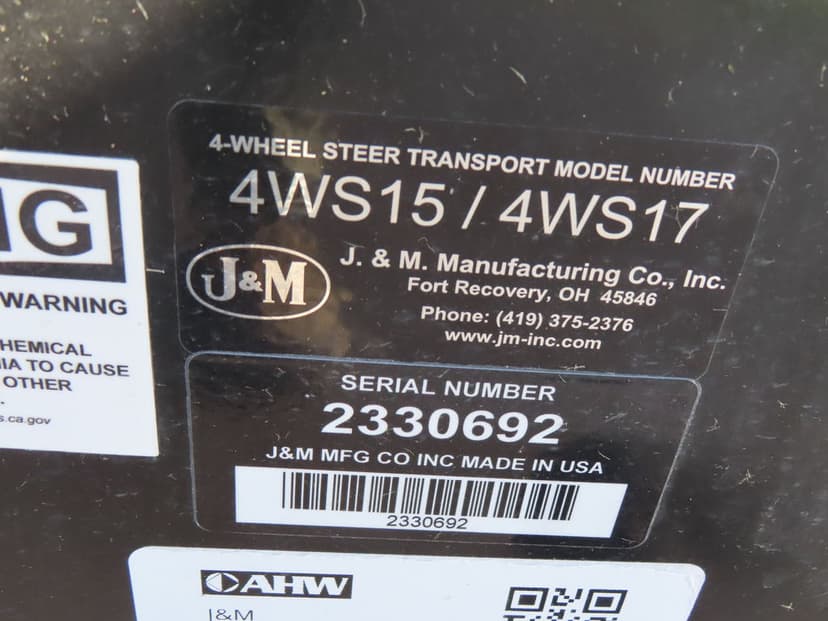 4-WHEEL STEER TRANSPORT MODEL NUMBER
4WS15 / 4WS17
J&M
J. & M. Manufacturing Co., Inc.
Fort Recovery, OH 45846
Phone: (419) 375-2376
www.jm-inc.com
SERIAL NUMBER
2330692
J&M MFG CO INC MADE IN USA
2330692
NG
WARNING
HEMICAL
IA TO CAUSE
OTHER
s.ca.gov
AHW
J&M